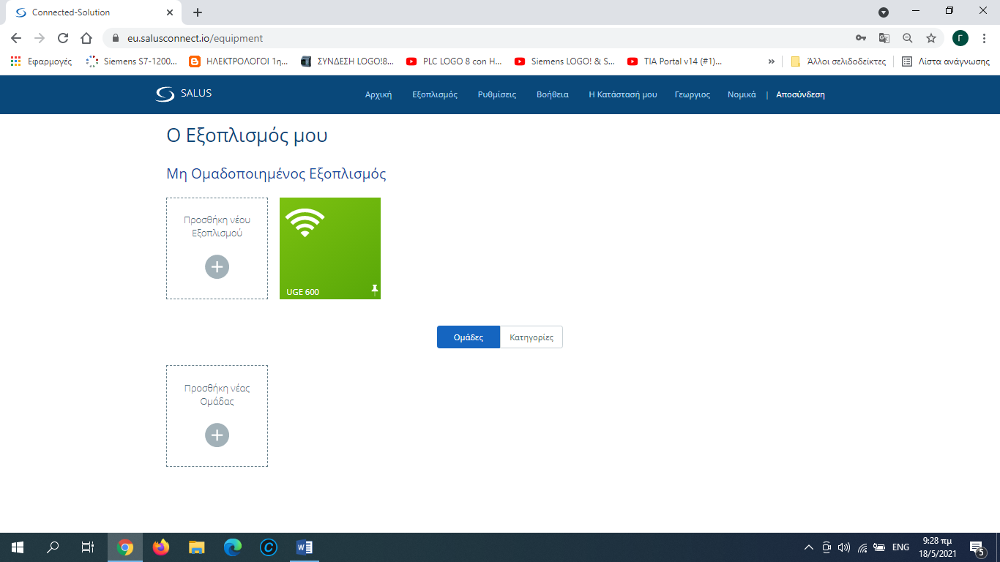 Connected-Solution
eu.salusconnect.io/equipment
Γ
Εφαρμογές
Siemens S7-1200...
ΗΛΕΚΤΡΟΛΟΓΟΙ 1η...
ΣΥΝΔΕΣΗ LOGO!8...
PLC LOGO 8 con H...
Siemens LOGO! & S...
TIA Portal v14 (#1)...
»
Άλλοι σελιδοδείκτες
Λίστα ανάγνωσης
SALUS
Αρχική
Εξοπλισμός
Ρυθμίσεις
Βοήθεια
Η Κατάστασή μου
Γεωργιος
Νομικά
|
Αποσύνδεση
Ο Εξοπλισμός μου
Μη Ομαδοποιημένος Εξοπλισμός
Προσθήκη νέου
Εξοπλισμού
UGE 600
Ομάδες
Κατηγορίες
Προσθήκη νέας
Ομάδας
ENG
9:28 πμ
18/5/2021
5